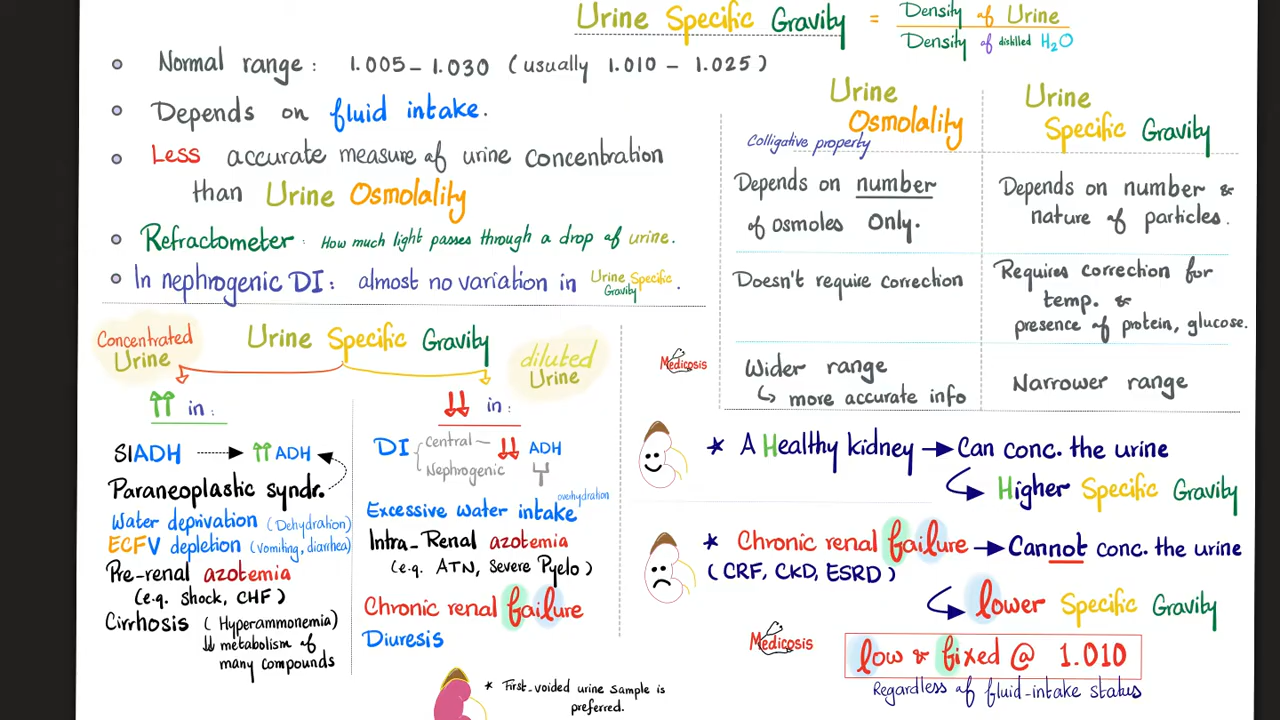 Urine Specific Gravity = Density of Urine
Density of distilled H₂O
Normal range: 1.005 – 1.030 (usually 1.010 – 1.025)
Depends on fluid intake.
Less accurate measure of urine concentration
than Urine Osmolality
Refractometer: How much light passes through a drop of urine.
In nephrogenic DI: almost no variation in Urine Specific
Gravity.
Urine
Osmolality
Colligative property
Urine
Specific Gravity
Depends on number
of osmoles Only.
Depends on number &
nature of particles.
Doesn't require correction
Requires correction for
temp. &
presence of protein, glucose.
Wider range
↳ more accurate info
Narrower range
Medicosis
Concentrated
Urine
Urine Specific Gravity
diluted
Urine
↑↑ in:
SIADH → ↑↑ ADH
Paraneoplastic syndr.
Water deprivation (Dehydration)
ECFV depletion (vomiting, diarrhea)
Pre-renal azotemia
(e.g. shock, CHF)
Cirrhosis (Hyperammonemia)
↓↓ metabolism of
many compounds
↓↓ in:
DI Central — ↓↓ ADH
Nephrogenic
overhydration
Excessive water intake
Intra-Renal azotemia
(e.g. ATN, Severe Pyelo)
Chronic renal failure
Diuresis
* First-voided urine sample is
preferred.
* A Healthy kidney → Can conc. the urine
Higher Specific Gravity
* Chronic renal failure → Cannot conc. the urine
(CRF, CKD, ESRD)
lower Specific Gravity
Medicosis
low & fixed @ 1.010
Regardless of fluid-intake status